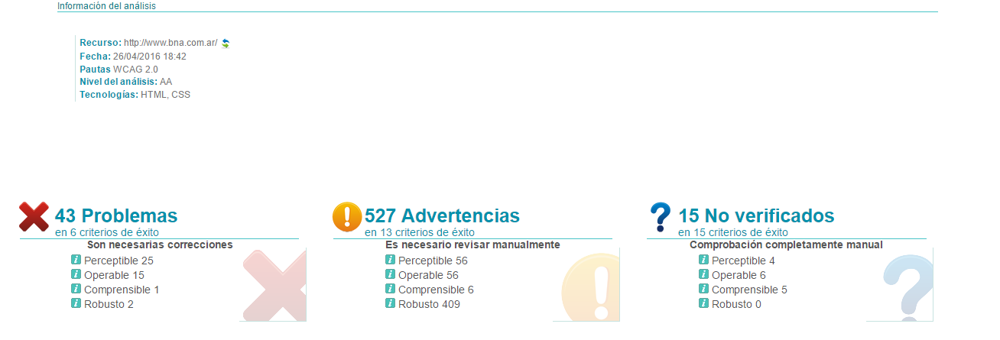 Información del análisis
Recurso: http://www.bna.com.ar/
Fecha: 26/04/2016 18:42
Pautas WCAG 2.0
Nivel del análisis: AA
Tecnologías: HTML, CSS
43 Problemas
en 6 criterios de éxito
Son necesarias correcciones
Perceptible 25
Operable 15
Comprensible 1
Robusto 2
527 Advertencias
en 13 criterios de éxito
Es necesario revisar manualmente
Perceptible 56
Operable 56
Comprensible 6
Robusto 409
15 No verificados
en 15 criterios de éxito
Comprobación completamente manual
Perceptible 4
Operable 6
Comprensible 5
Robusto 0